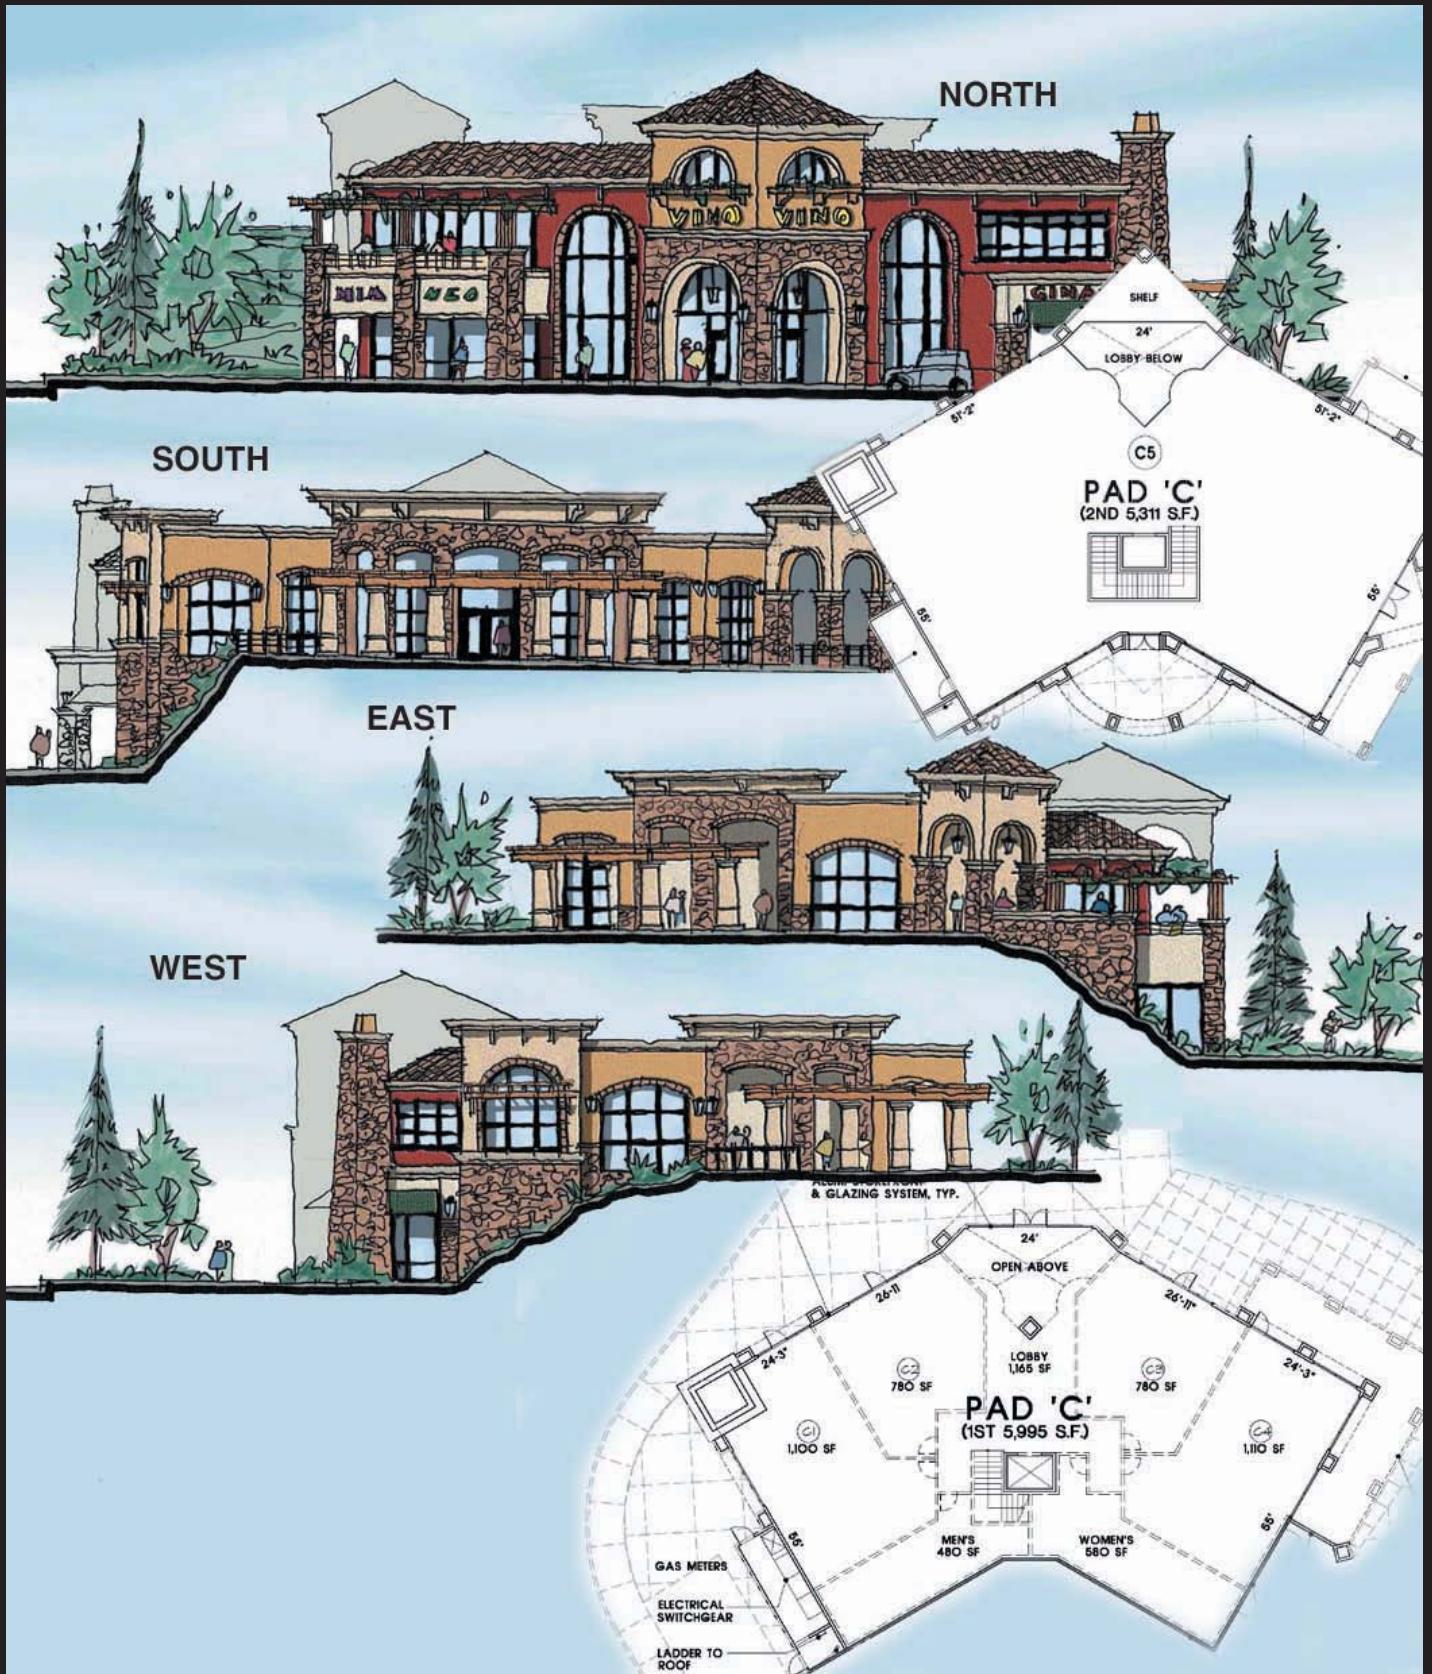 NORTH
VINO VINO
MIA NEO
GINA
SHELF
24'
LOBBY BELOW
51'-2"
51'-2"
C5
PAD 'C'
(2ND 5,311 S.F.)
55'
55'
SOUTH
EAST
WEST
& GLAZING SYSTEM, TYP.
24'
OPEN ABOVE
26-11
26'-11"
24-3"
24'-3"
LOBBY
1,165 SF
C2
780 SF
C3
780 SF
PAD 'C'
(1ST 5,995 S.F.)
C1
1,100 SF
C4
1,110 SF
MEN'S
480 SF
WOMEN'S
580 SF
55'
GAS METERS
ELECTRICAL
SWITCHGEAR
LADDER TO
ROOF